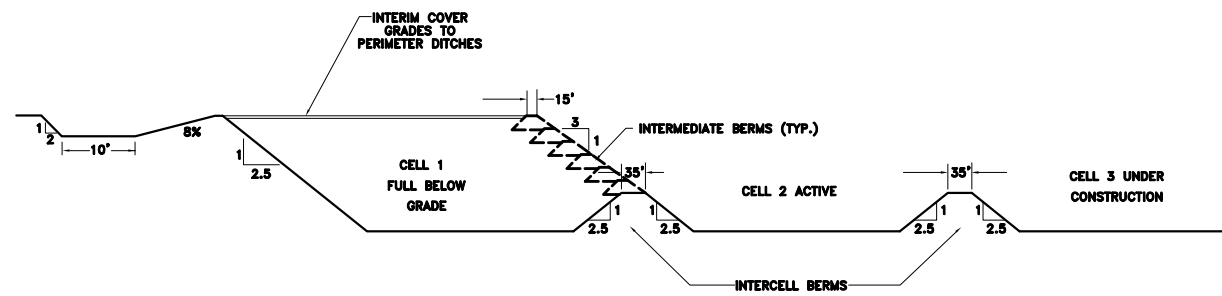 INTERIM COVER
GRADES TO
PERIMETER DITCHES
15'
3
1
INTERMEDIATE BERMS (TYP.)
1
2
10'
8%
1
2.5
CELL 1
FULL BELOW
GRADE
35'
1
2.5
1
2.5
CELL 2 ACTIVE
35'
1
2.5
1
2.5
CELL 3 UNDER
CONSTRUCTION
INTERCELL BERMS